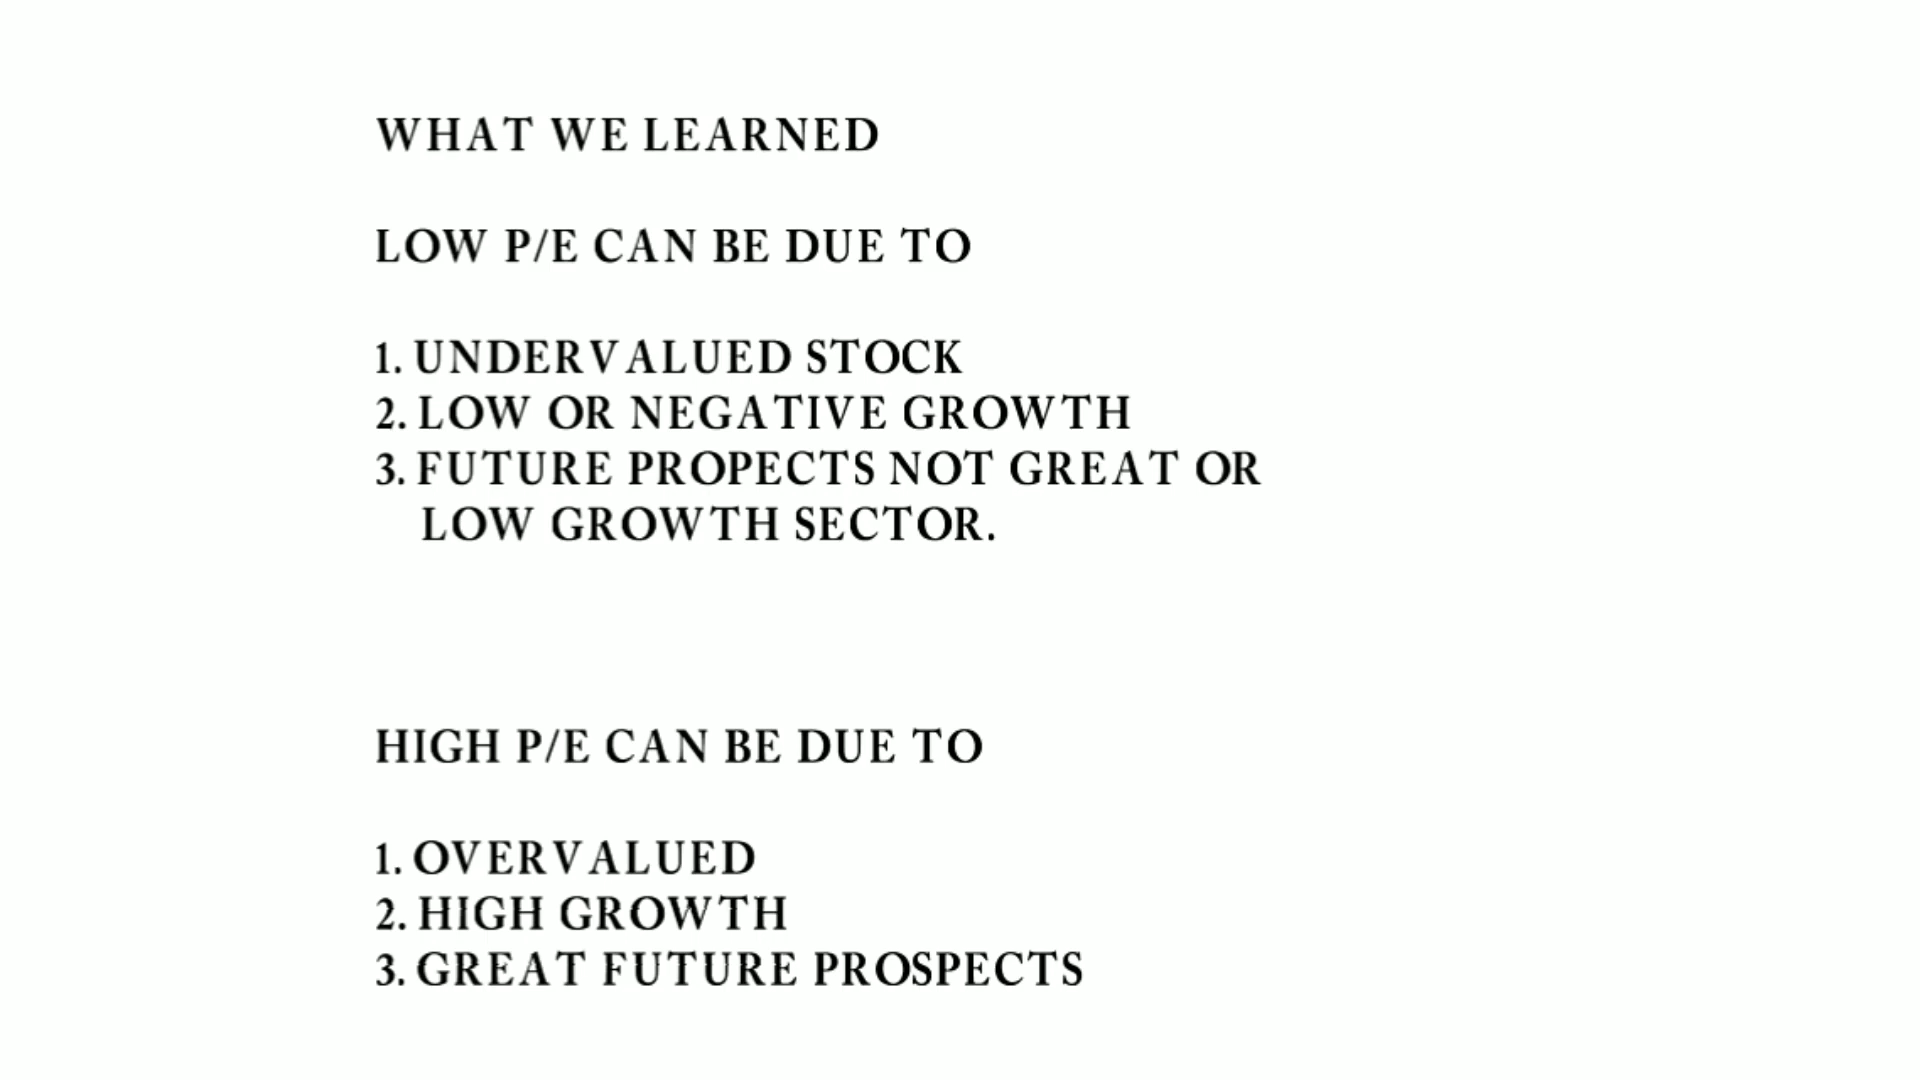 WHAT WE LEARNED
LOW P/E CAN BE DUE TO
1. UNDERVALUED STOCK
2. LOW OR NEGATIVE GROWTH
3. FUTURE PROPECTS NOT GREAT OR
LOW GROWTH SECTOR.
HIGH P/E CAN BE DUE TO
1. OVERVALUED
2. HIGH GROWTH
3. GREAT FUTURE PROSPECTS